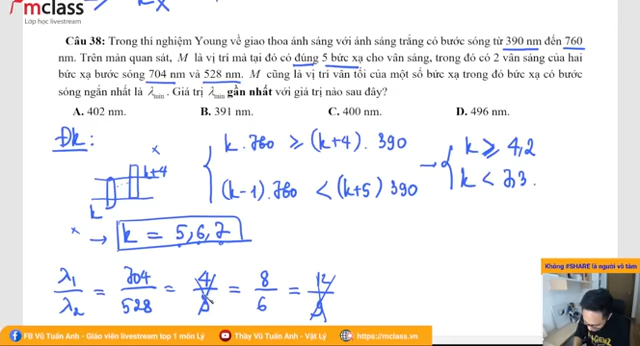 mclass
Lớp học livestream
Câu 38: Trong thí nghiệm Young về giao thoa ánh sáng với ánh sáng trắng có bước sóng từ 390 nm đến 760
nm. Trên màn quan sát, M là vị trí mà tại đó có đúng 5 bức xạ cho vân sáng, trong đó có 2 vân sáng của hai
bức xạ bước sóng 704 nm và 528 nm. M cũng là vị trí vân tối của một số bức xạ trong đó bức xạ có bước
sóng ngắn nhất là λmin. Giá trị λmin gần nhất với giá trị nào sau đây?
A. 402 nm. B. 391 nm. C. 400 nm. D. 496 nm.
Đk:
k.760 ≥ (k+4). 390
(k-1).760 < (k+5) 390
→ k ≥ 4,2
k < 7,3.
x
k+4
k
x
→ k = 5,6,7
λ1/λ2 = 704/528 = 4/3 = 8/6 = 12/9
Không #SHARE là người vô tâm
FB Vũ Tuấn Anh - Giáo viên livestream top 1 môn Lý
Thầy Vũ Tuấn Anh - Vật Lý
https://mclass.vn